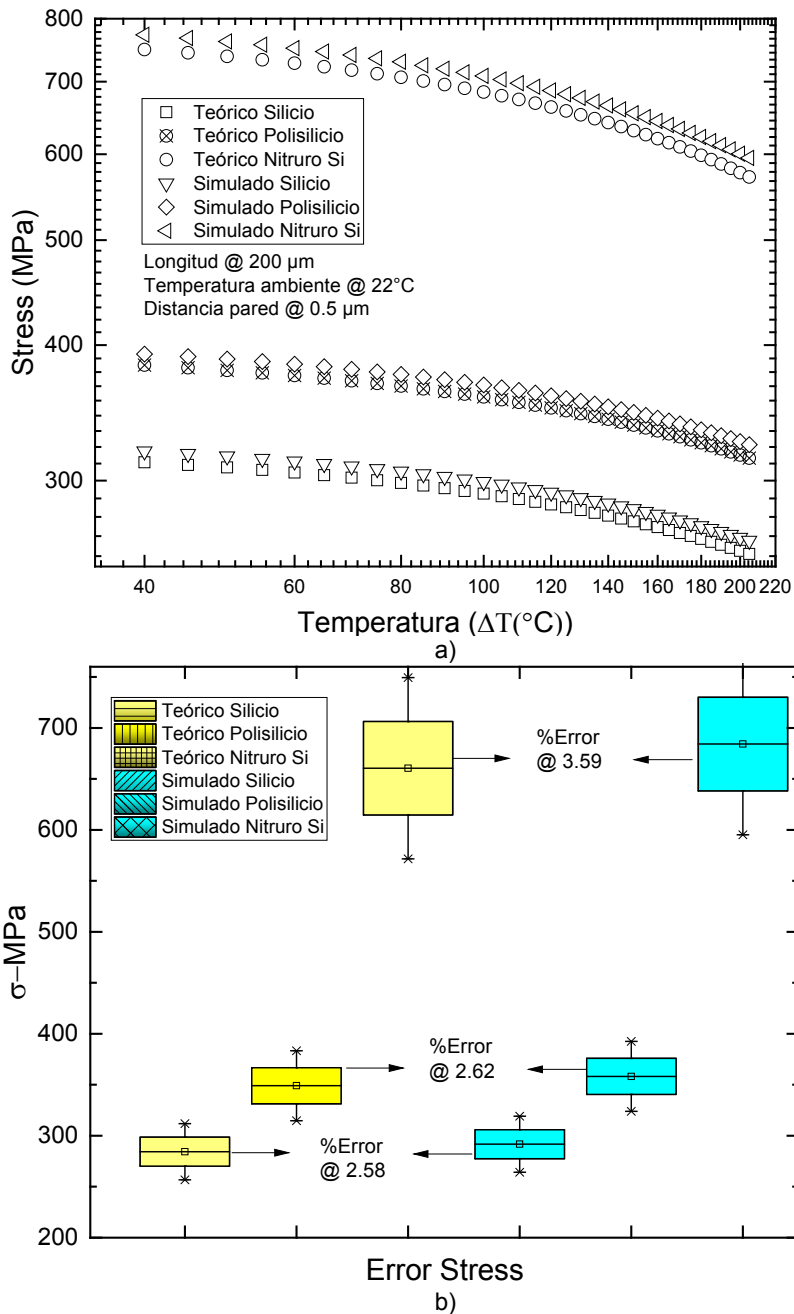 800
700
600
500
400
300
Stress (MPa)
Teórico Silicio
Teórico Polisilicio
Teórico Nitruro Si
Simulado Silicio
Simulado Polisilicio
Simulado Nitruro Si
Longitud @ 200 μm
Temperatura ambiente @ 22°C
Distancia pared @ 0.5 μm
40 60 80 100 120 140 160 180 200 220
Temperatura (ΔT(°C))
a)
700
600
500
400
300
200
σ–MPa
Teórico Silicio
Teórico Polisilicio
Teórico Nitruro Si
Simulado Silicio
Simulado Polisilicio
Simulado Nitruro Si
%Error
@ 3.59
%Error
@ 2.62
%Error
@ 2.58
Error Stress
b)